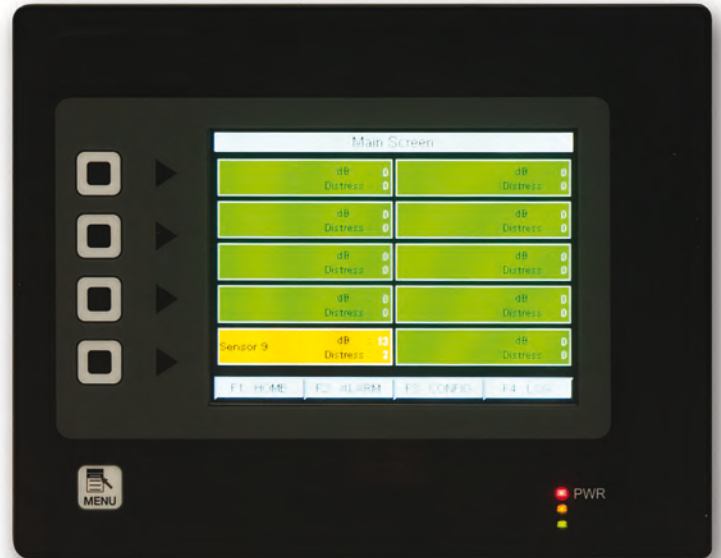 Main Screen
dB 0
Distress 0
dB 0
Distress 0
dB 0
Distress 0
dB 0
Distress 0
dB 0
Distress 0
dB 0
Distress 0
dB 0
Distress 0
dB 0
Distress 0
Sensor 9
dB 13
Distress
dB 0
Distress 0
F1: HOME
F2: ALARM
F3: CONFIG
F4: LOG
MENU
PWR